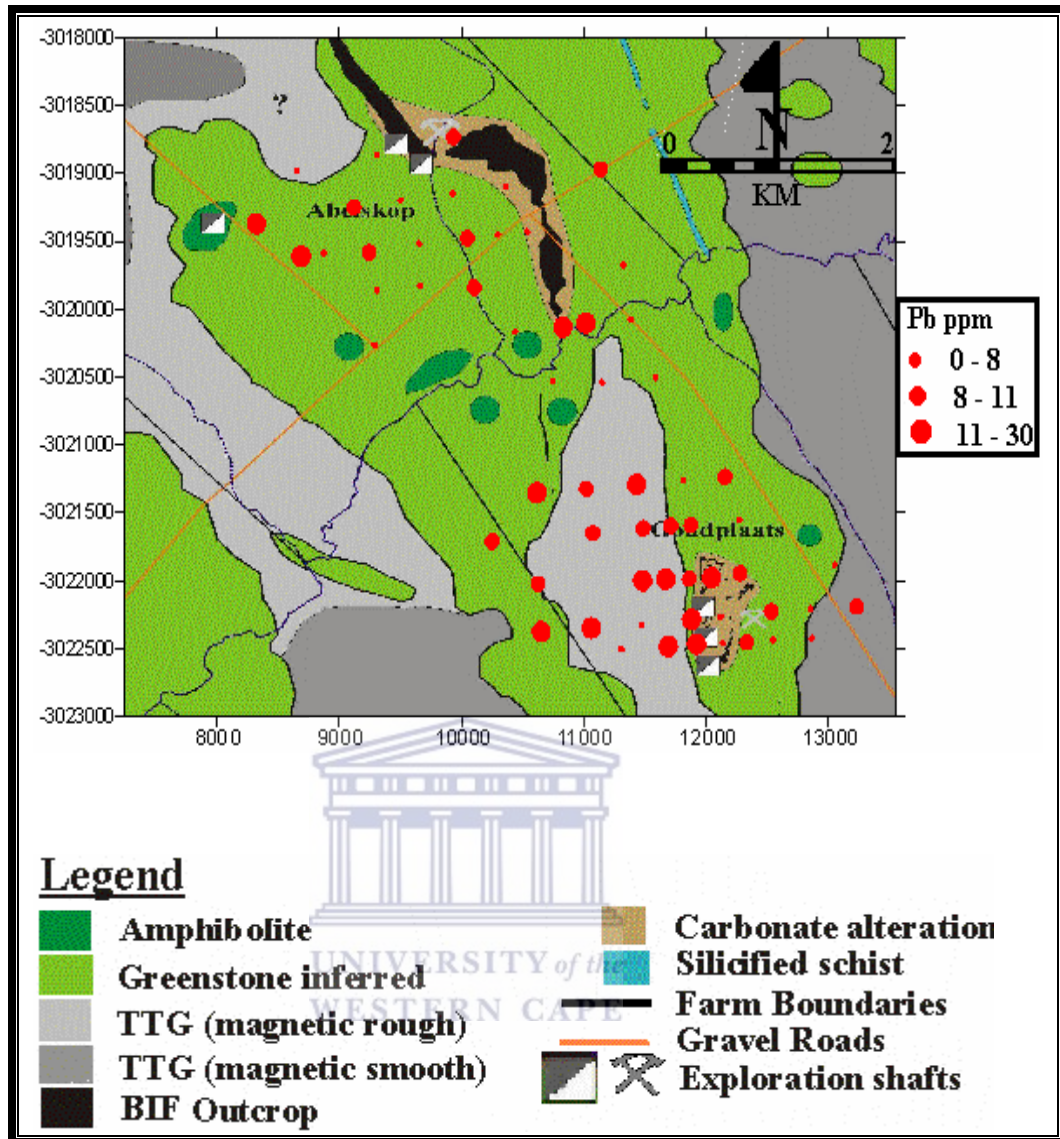 -3018000
-3018500
-3019000
-3019500
-3020000
-3020500
-3021000
-3021500
-3022000
-3022500
-3023000
8000
9000
10000
11000
12000
13000
?
N
0 2
KM
Abelskop
Goudplaats
Pb ppm
0 - 8
8 - 11
11 - 30
Legend
Amphibolite
Greenstone inferred
TTG (magnetic rough)
TTG (magnetic smooth)
BIF Outcrop
Carbonate alteration
Silicified schist
Farm Boundaries
Gravel Roads
Exploration shafts
UNIVERSITY of the
WESTERN CAPE